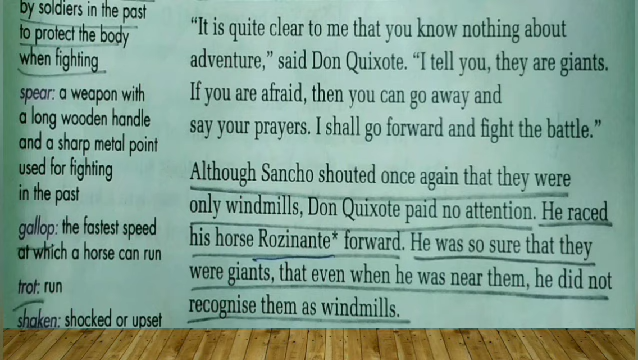 by soldiers in the past
to protect the body
when fighting
spear: a weapon with
a long wooden handle
and a sharp metal point
used for fighting
in the past
gallop: the fastest speed
at which a horse can run
trot: run
shaken: shocked or upset
“It is quite clear to me that you know nothing about
adventure,” said Don Quixote. “I tell you, they are giants.
If you are afraid, then you can go away and
say your prayers. I shall go forward and fight the battle.”
Although Sancho shouted once again that they were
only windmills, Don Quixote paid no attention. He raced
his horse Rozinante* forward. He was so sure that they
were giants, that even when he was near them, he did not
recognise them as windmills.